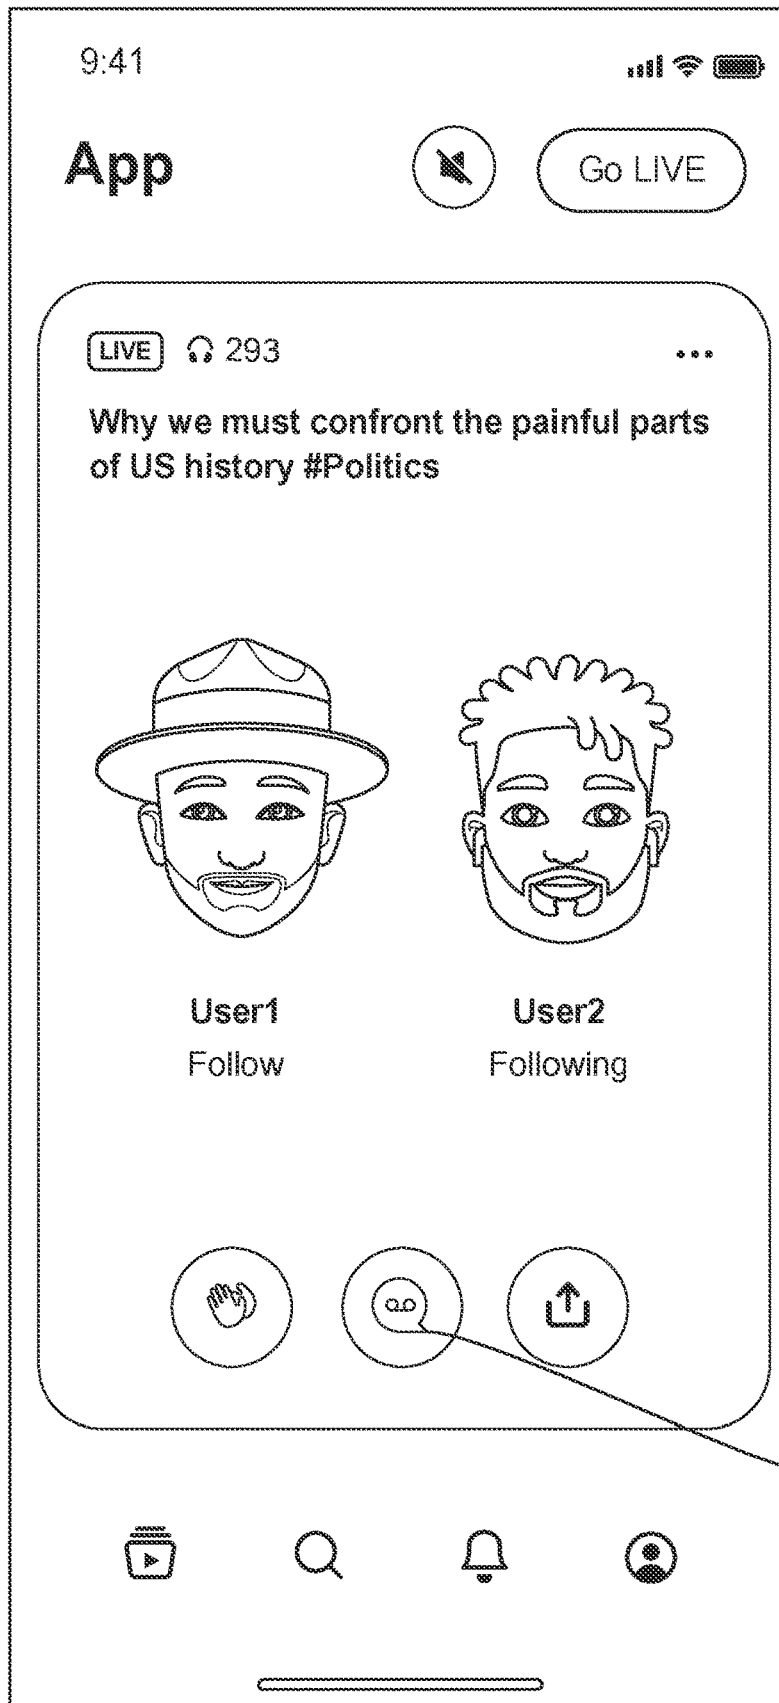 9:41
App
Go LIVE
LIVE 293
Why we must confront the painful parts
of US history #Politics
User1 User2
Follow Following